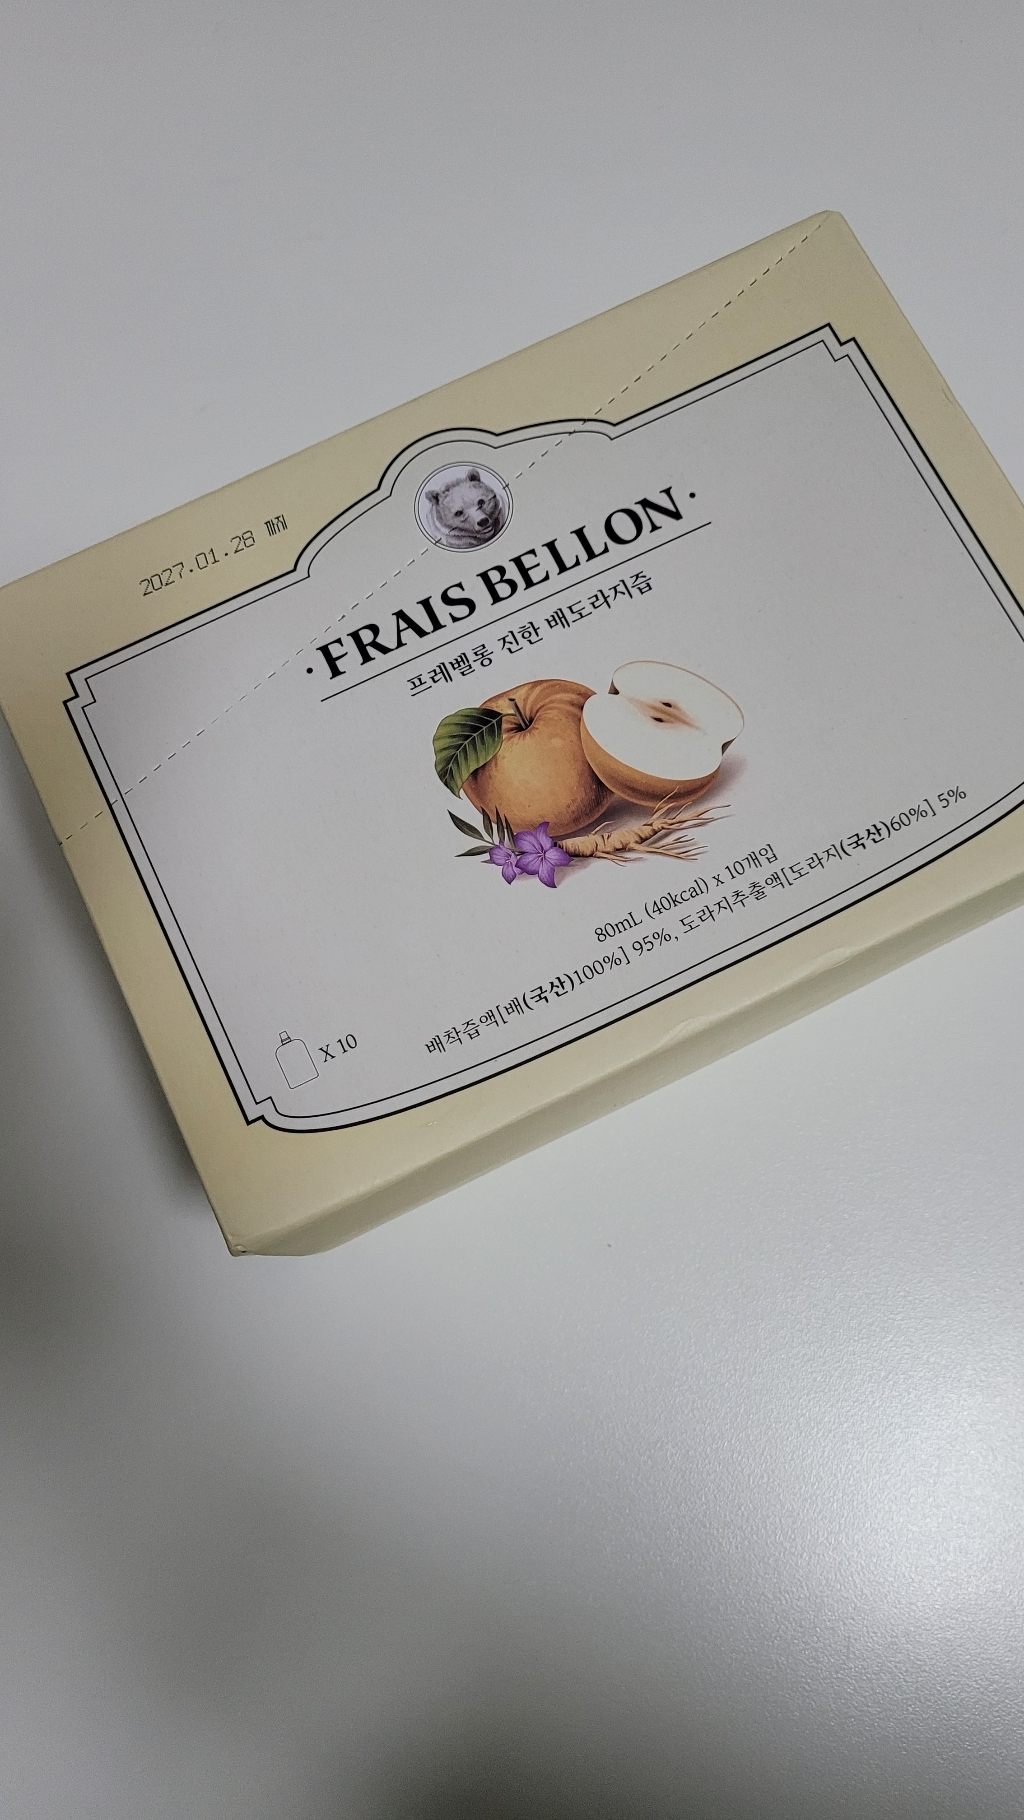 2027.01.28 까지
·FRAIS BELLON·
프레벨롱 진한 배도라지즙
80mL (40kcal) x 10개입
배착즙액[배(국산)100%] 95%, 도라지추출액[도라지(국산)60%] 5%
X 10